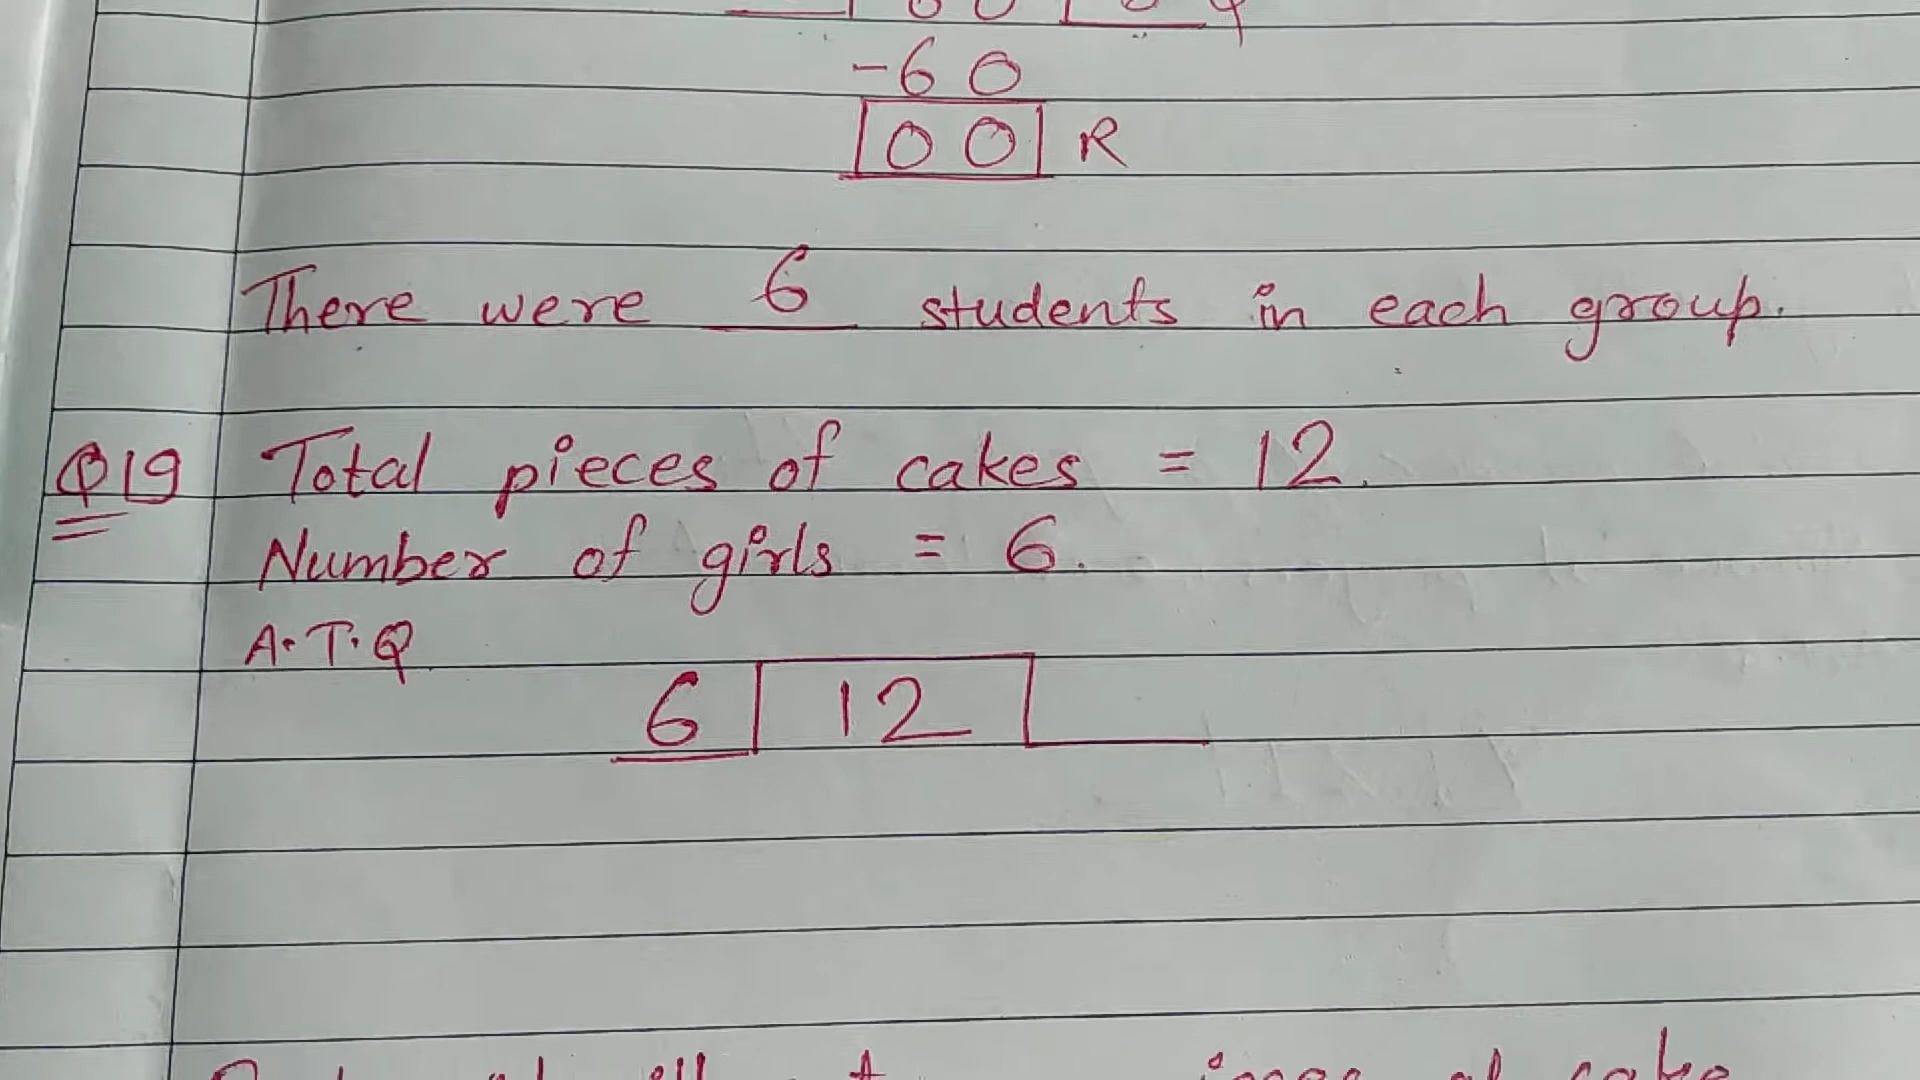 -60
00 R
There were 6 students in each group.
Q19 Total pieces of cakes = 12.
Number of girls = 6.
A.T.Q
6 12